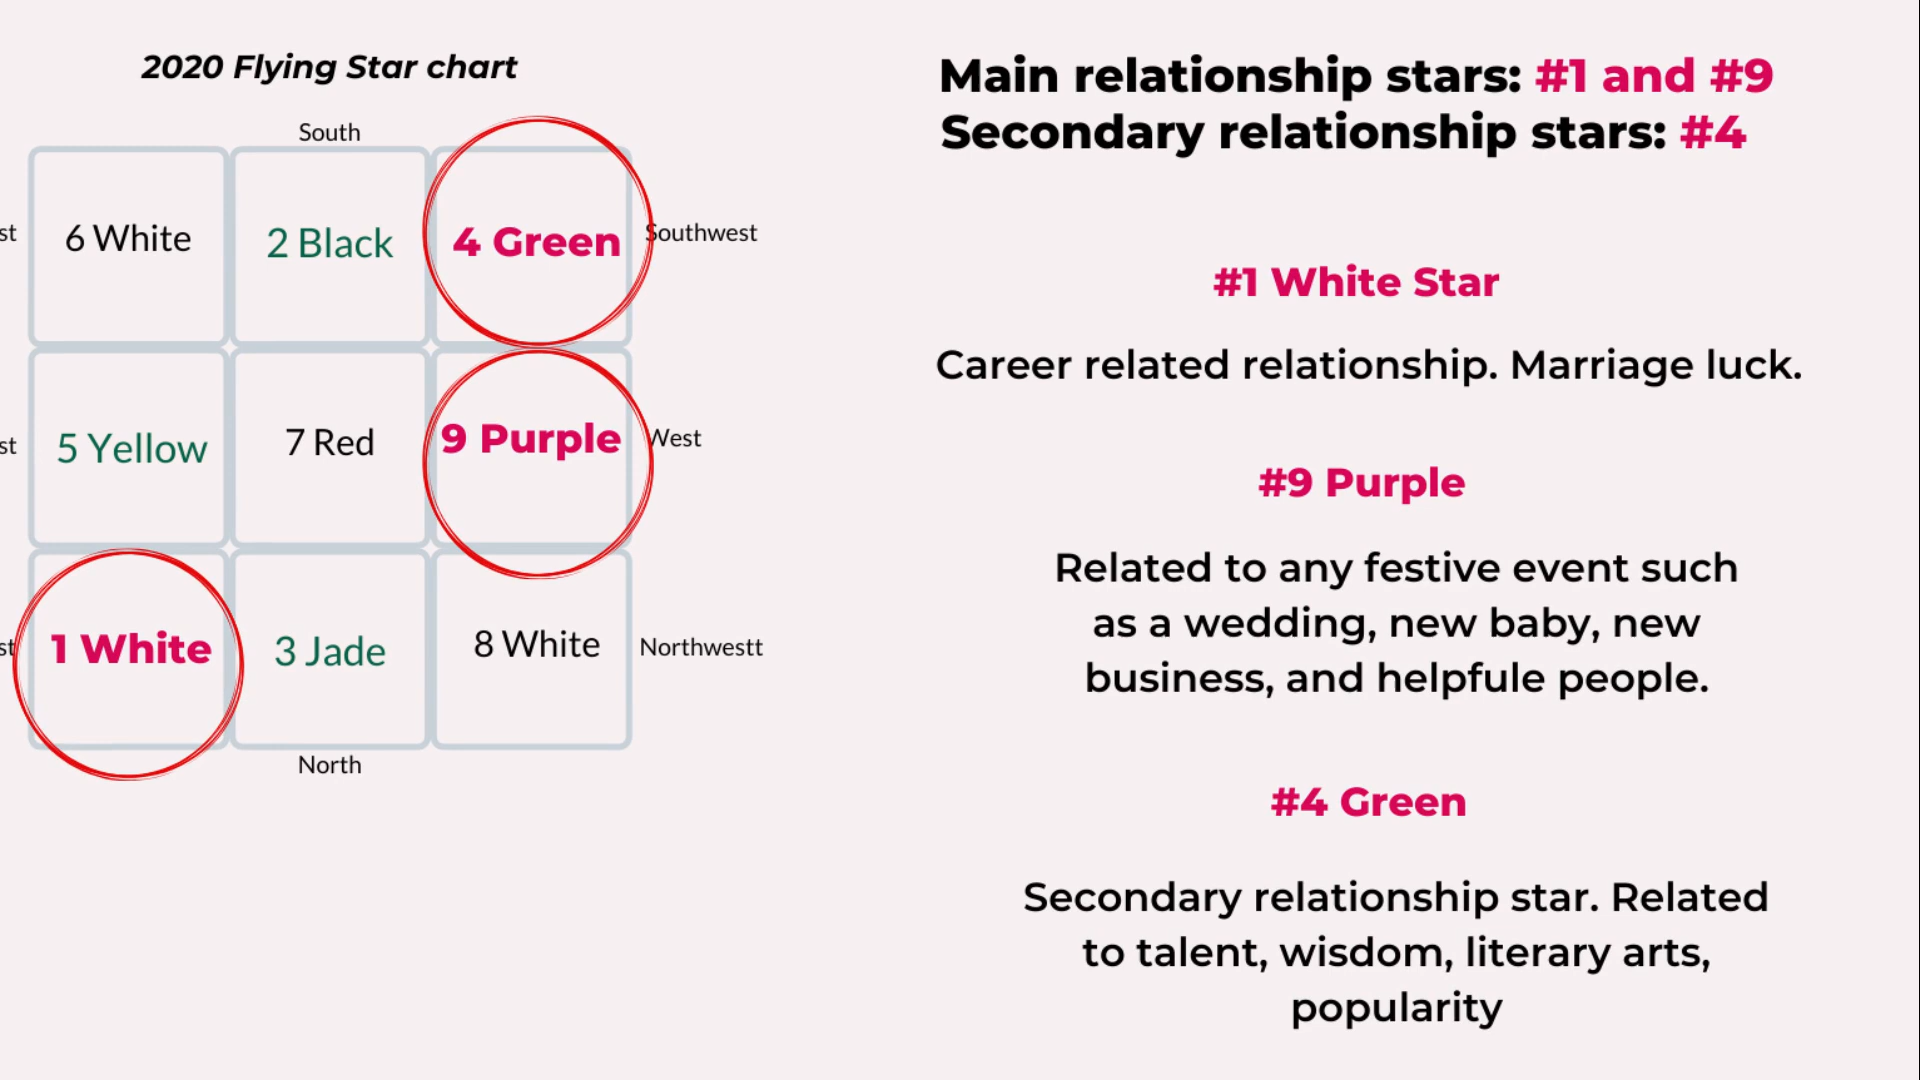 2020 Flying Star chart
South
6 White
2 Black
4 Green
Southwest
st
5 Yellow
7 Red
9 Purple
West
st
1 White
3 Jade
8 White
Northwestt
st
North
Main relationship stars: #1 and #9
Secondary relationship stars: #4
#1 White Star
Career related relationship. Marriage luck.
#9 Purple
Related to any festive event such
as a wedding, new baby, new
business, and helpfule people.
#4 Green
Secondary relationship star. Related
to talent, wisdom, literary arts,
popularity